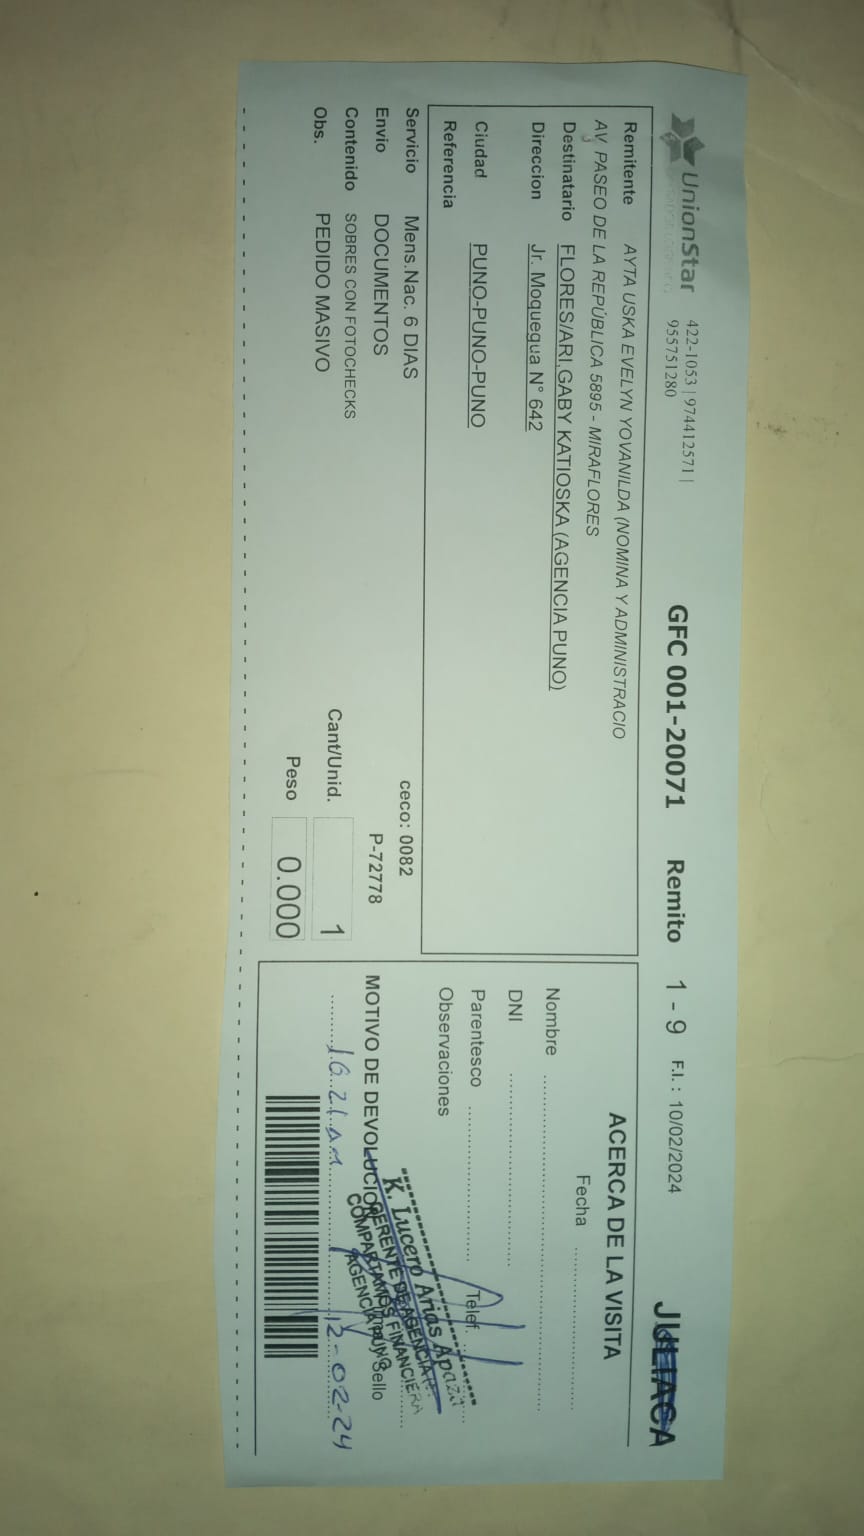 UnionStar
422-1053 | 974412571 |
955751280
GFC 001-20071 Remito 1 - 9 F.I. : 10/02/2024
JULIACA
Remitente AYTA USKA EVELYN YOVANILDA (NOMINA Y ADMINISTRACIO
AV. PASEO DE LA REPÚBLICA 5895 - MIRAFLORES
Destinatario FLORES/ARI,GABY KATIOSKA (AGENCIA PUNO)
Direccion Jr. Moquegua N° 642
Ciudad PUNO-PUNO-PUNO
Referencia
Servicio Mens.Nac. 6 DIAS
ceco: 0082
Envio DOCUMENTOS
P-72778
Contenido SOBRES CON FOTOCHECKS
Cant/Unid. 1
Obs. PEDIDO MASIVO
Peso 0.000
ACERCA DE LA VISITA
Fecha
Nombre
DNI
Parentesco Telef.
Observaciones
MOTIVO DE DEVOLUCION
K. Lucero Arias Apaza
GERENTE DE AGENCIA
COMPARTAMOS FINANCIERA
AGENCIA PUNO
Sello
10:21 AM
12-02-24